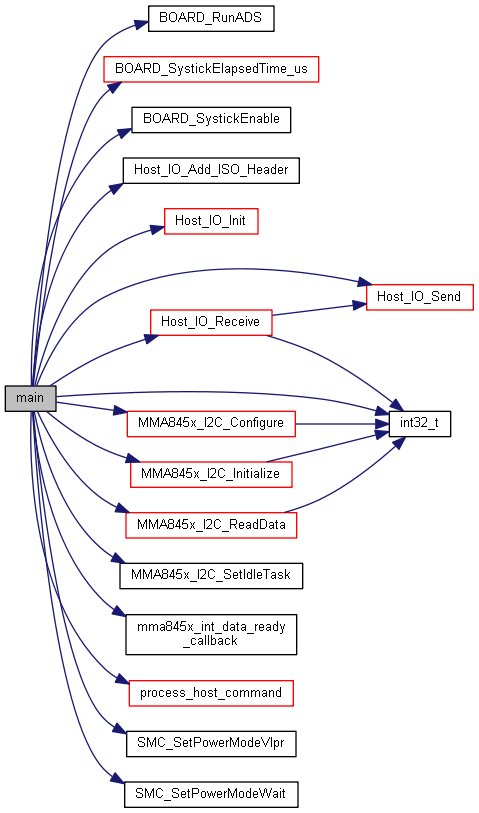 BOARD_RunADS
BOARD_SystickElapsedTime_us
BOARD_SystickEnable
Host_IO_Add_ISO_Header
Host_IO_Init
Host_IO_Send
Host_IO_Receive
main
MMA845x_I2C_Configure
int32_t
MMA845x_I2C_Initialize
MMA845x_I2C_ReadData
MMA845x_I2C_SetIdleTask
mma845x_int_data_ready
_callback
process_host_command
SMC_SetPowerModeVlpr
SMC_SetPowerModeWait